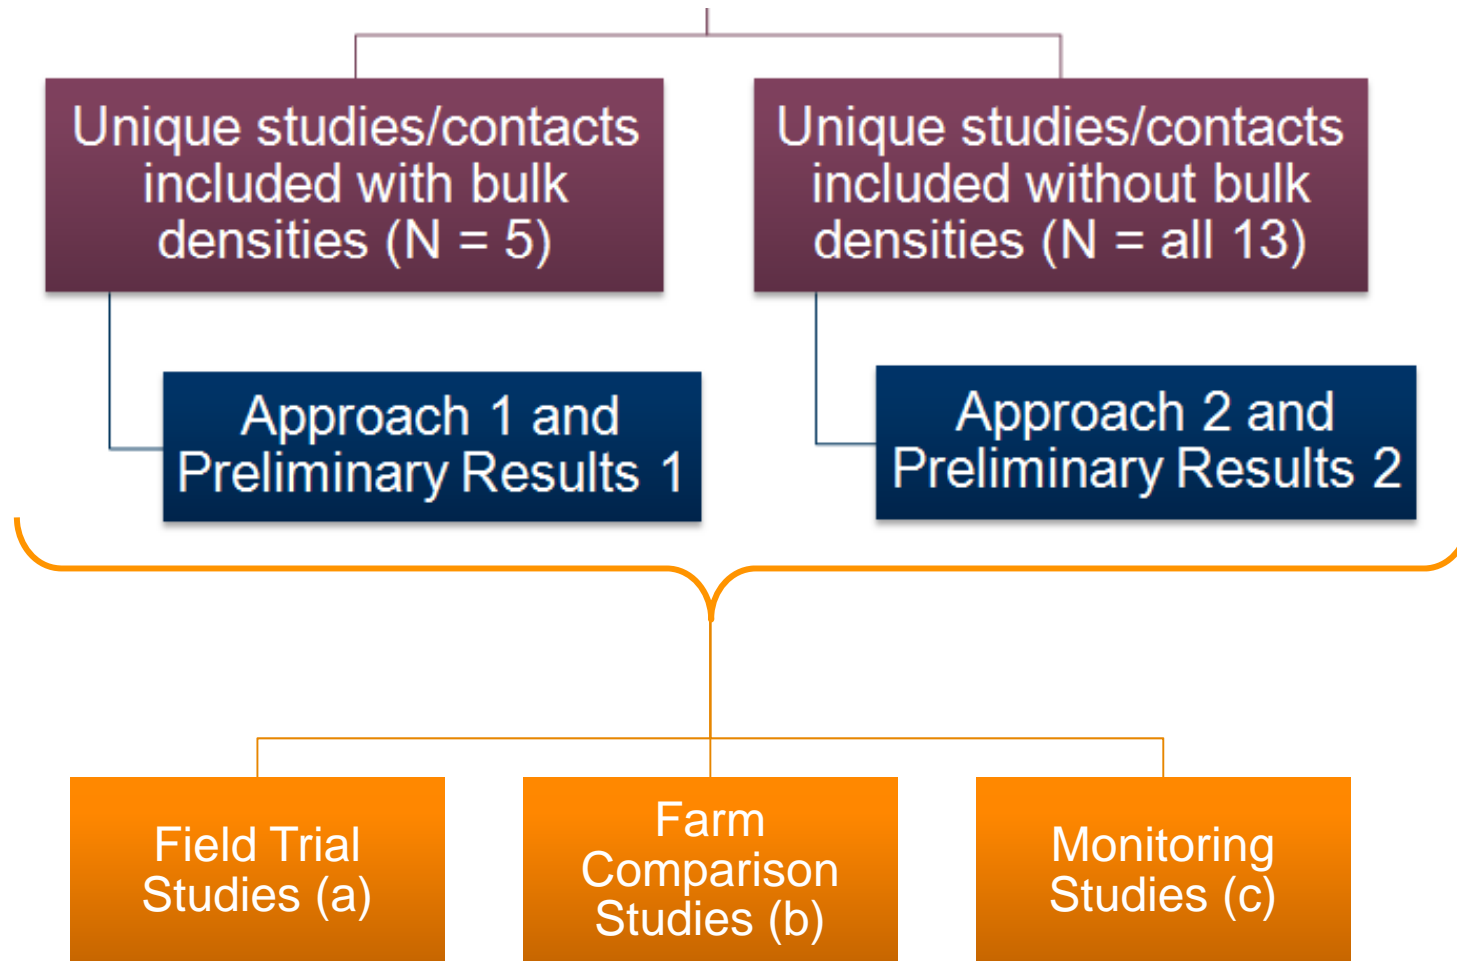 Unique studies/contacts
included with bulk
densities (N = 5)
Unique studies/contacts
included without bulk
densities (N = all 13)
Approach 1 and
Preliminary Results 1
Approach 2 and
Preliminary Results 2
Field Trial
Studies (a)
Farm
Comparison
Studies (b)
Monitoring
Studies (c)